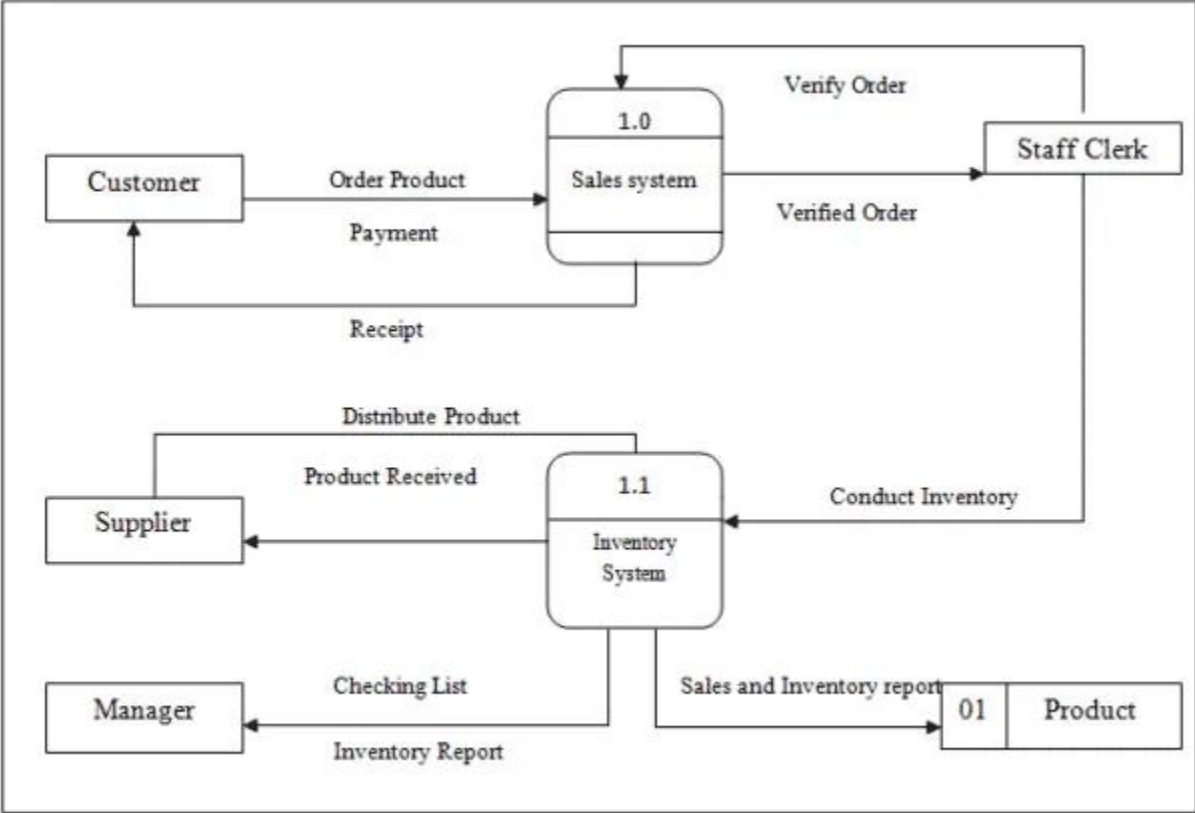 Verify Order
1.0
Staff Clerk
Customer
Order Product
Sales system
Payment
Verified Order
Receipt
Distribute Product
Product Received
1.1
Conduct Inventory
Supplier
Inventory
System
Checking List
Sales and Inventory report
Manager
01
Product
Inventory Report